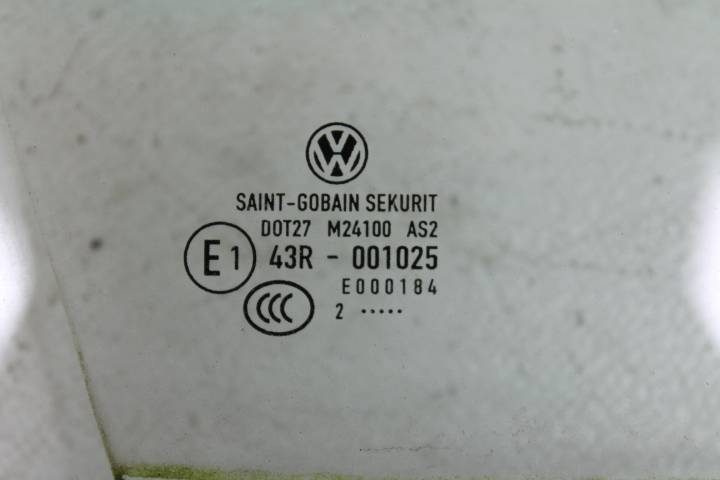 SAINT-GOBAIN SEKURIT
DOT27 M24100 AS2
E1 43R - 001025
E000184
CCC 2 .....